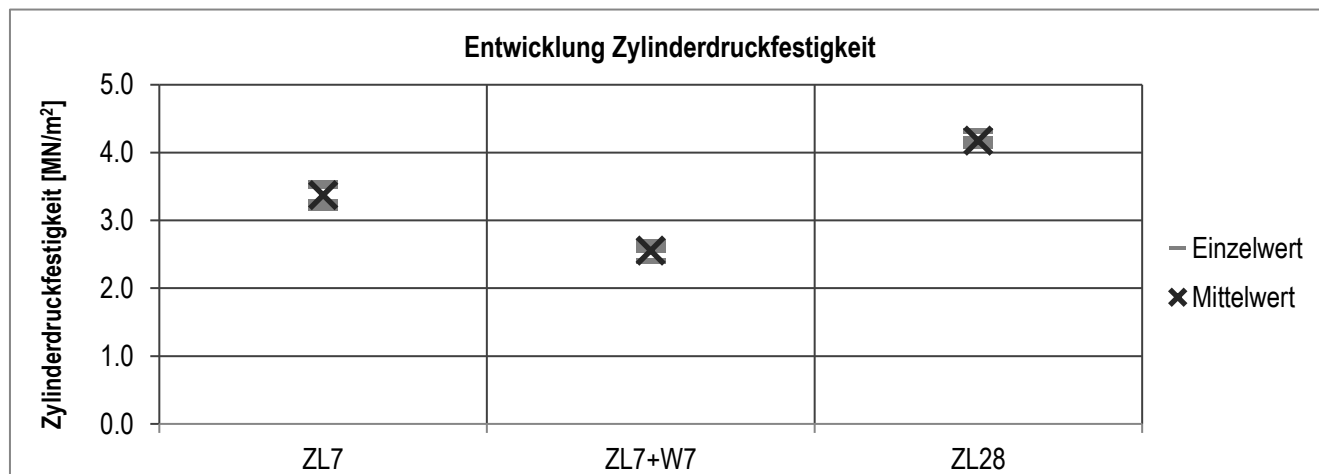 Entwicklung Zylinderdruckfestigkeit
Zylinderdruckfestigkeit [MN/m²]
5.0
4.0
3.0
2.0
1.0
0.0
ZL7
ZL7+W7
ZL28
Einzelwert
Mittelwert